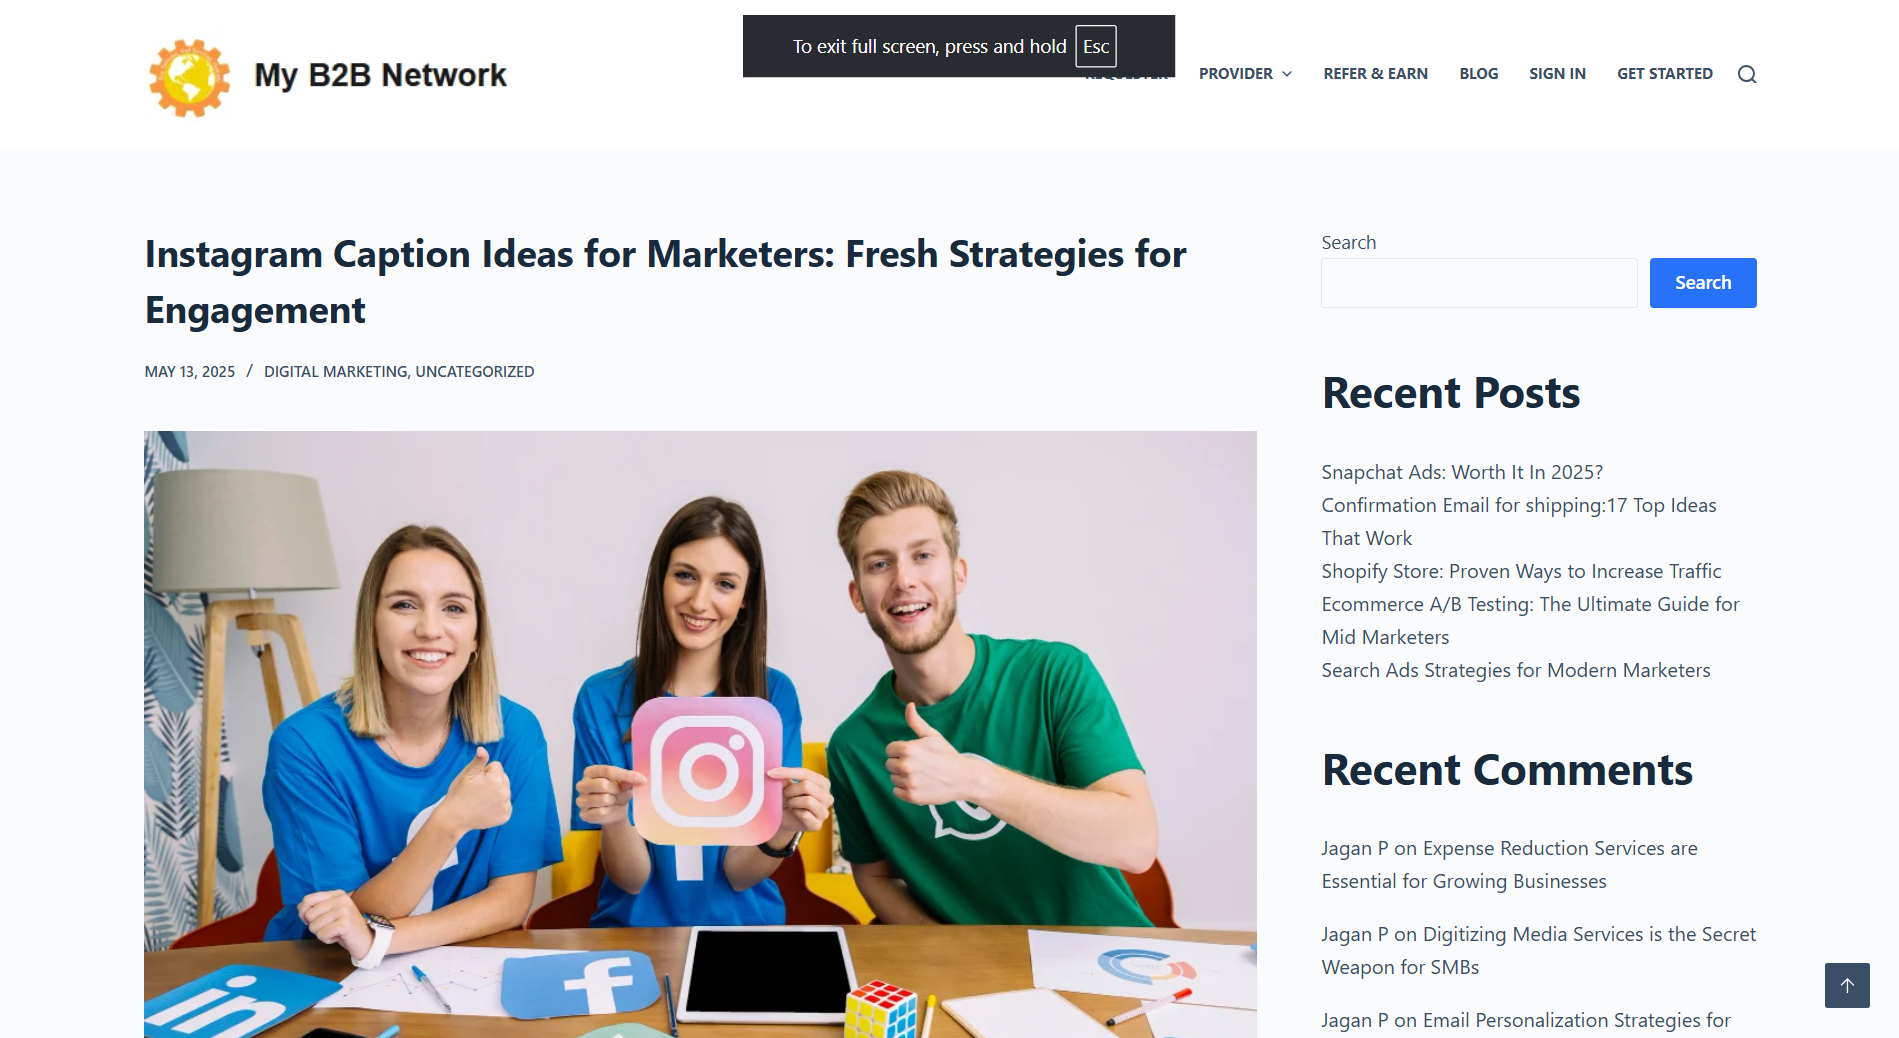 To exit full screen, press and hold Esc
My B2B Network
REQUESTER PROVIDER REFER & EARN BLOG SIGN IN GET STARTED
Instagram Caption Ideas for Marketers: Fresh Strategies for
Engagement
MAY 13, 2025 / DIGITAL MARKETING, UNCATEGORIZED
in
f
Search
Search
Recent Posts
Snapchat Ads: Worth It In 2025?
Confirmation Email for shipping:17 Top Ideas
That Work
Shopify Store: Proven Ways to Increase Traffic
Ecommerce A/B Testing: The Ultimate Guide for
Mid Marketers
Search Ads Strategies for Modern Marketers
Recent Comments
Jagan P on Expense Reduction Services are
Essential for Growing Businesses
Jagan P on Digitizing Media Services is the Secret
Weapon for SMBs
Jagan P on Email Personalization Strategies for